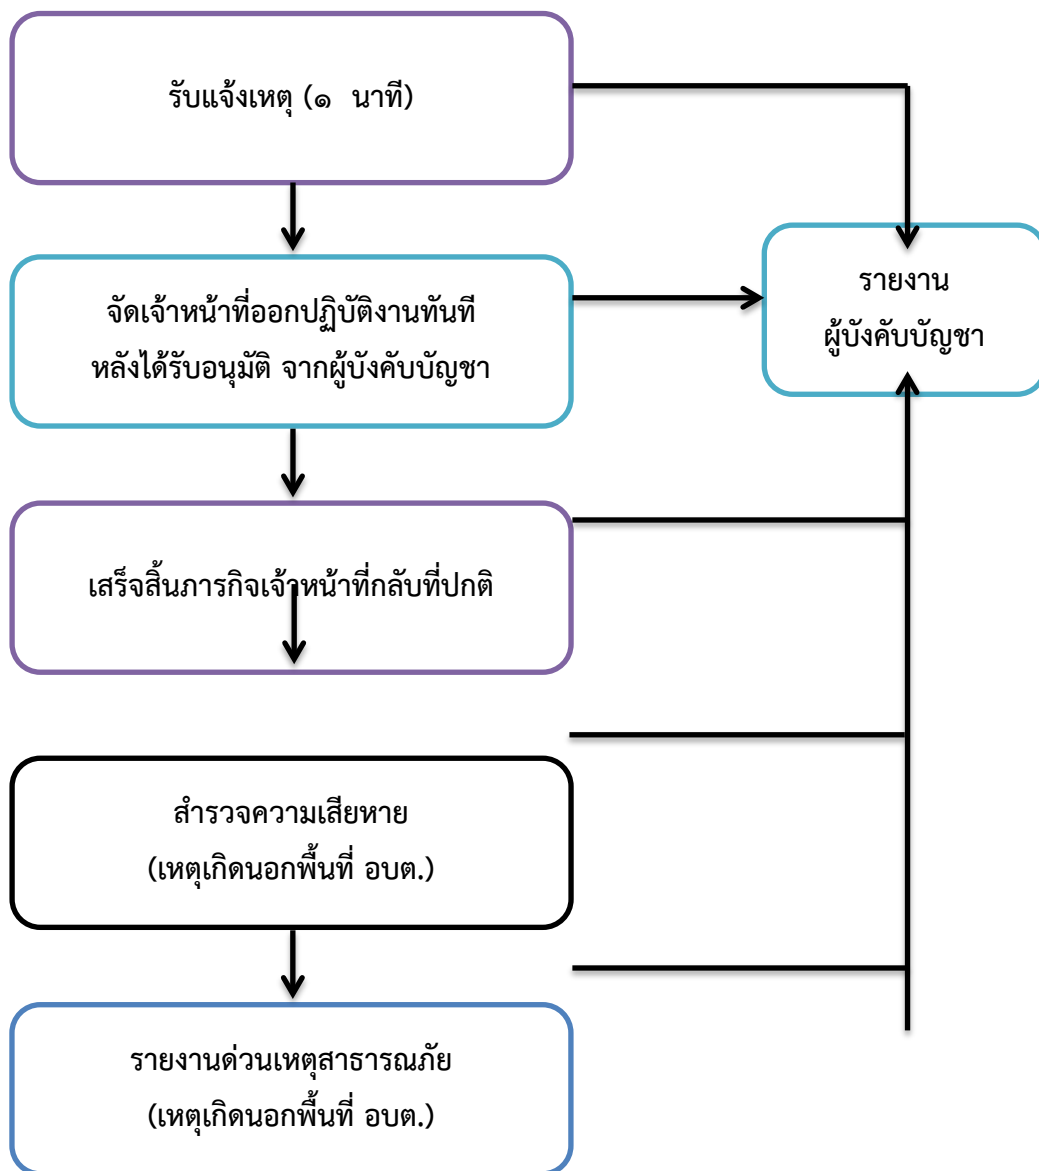 รับแจ้งเหตุ (๑ นาที)
จัดเจ้าหน้าที่ออกปฏิบัติงานทันที
หลังได้รับอนุมัติ จากผู้บังคับบัญชา
รายงาน
ผู้บังคับบัญชา
เสร็จสิ้นภารกิจเจ้าหน้าที่กลับที่ปกติ
สำรวจความเสียหาย
(เหตุเกิดนอกพื้นที่ อบต.)
รายงานด่วนเหตุสาธารณภัย
(เหตุเกิดนอกพื้นที่ อบต.)